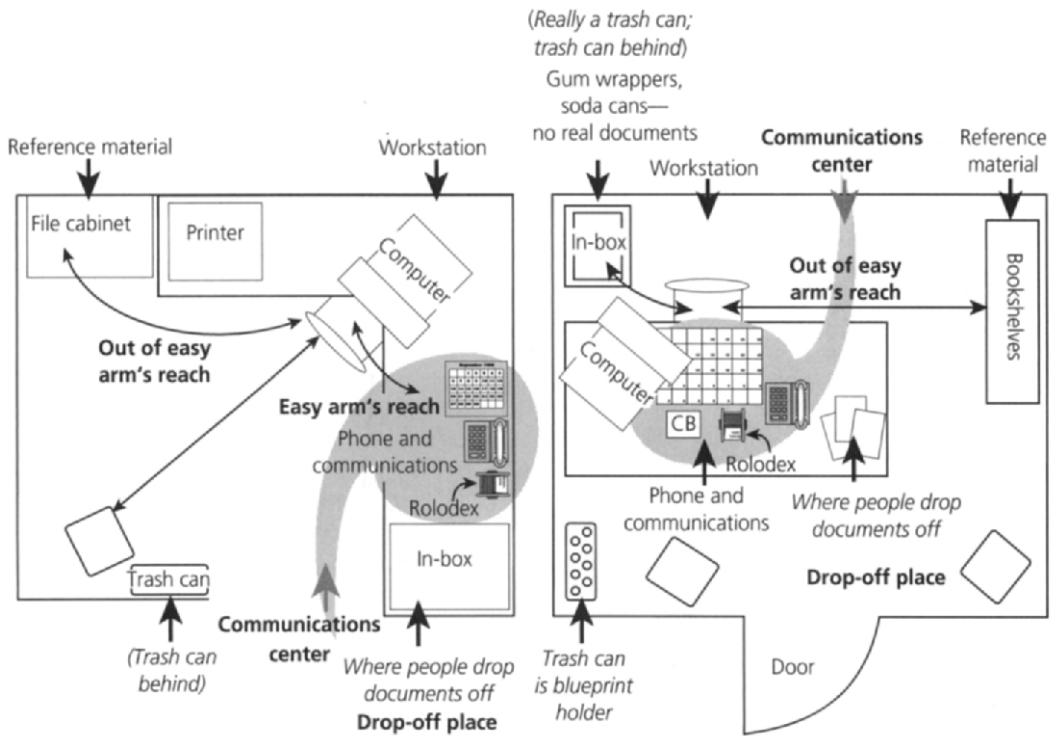 Reference material
Workstation
File cabinet
Printer
Computer
Out of easy
arm's reach
Easy arm's reach
September 1998
Phone and
communications
Rolodex
In-box
Trash can
Communications
center
(Trash can
behind)
Where people drop
documents off
Drop-off place
(Really a trash can;
trash can behind)
Gum wrappers,
soda cans—
no real documents
Workstation
Communications
center
Reference
material
In-box
Out of easy
arm's reach
Bookshelves
Computer
CB
Rolodex
Phone and
communications
Where people drop
documents off
Drop-off place
Trash can
is blueprint
holder
Door